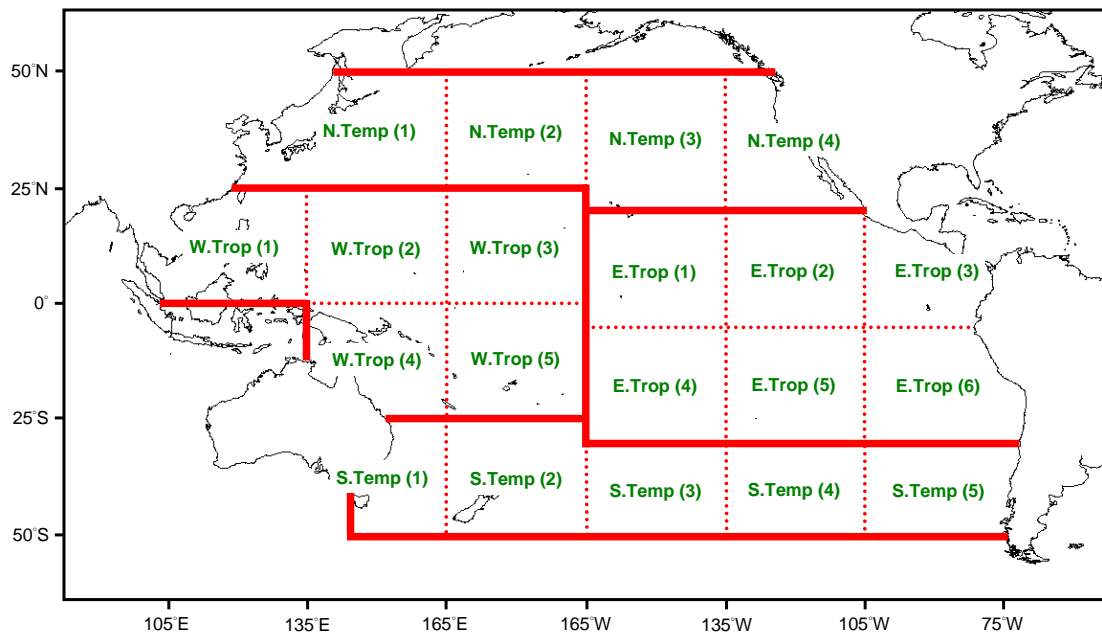 50°N
N.Temp (1)
N.Temp (2)
N.Temp (3)
N.Temp (4)
25°N
W.Trop (1)
W.Trop (2)
W.Trop (3)
E.Trop (1)
E.Trop (2)
E.Trop (3)
0°
W.Trop (4)
W.Trop (5)
E.Trop (4)
E.Trop (5)
E.Trop (6)
25°S
S.Temp (1)
S.Temp (2)
S.Temp (3)
S.Temp (4)
S.Temp (5)
50°S
105°E
135°E
165°E
165°W
135°W
105°W
75°W